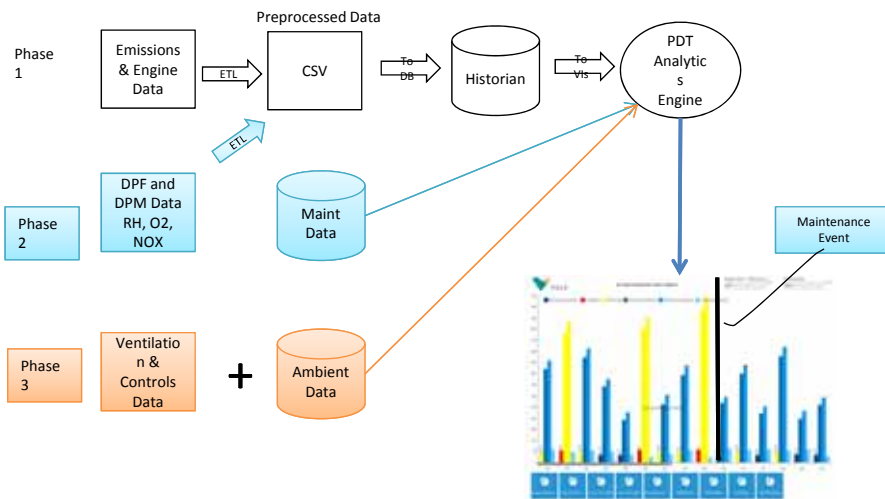 Preprocessed Data
Phase
1
Emissions
& Engine
Data
ETL
CSV
To
DB
Historian
To
Vis
PDT
Analytic
s
Engine
ETL
Phase
2
DPF and
DPM Data
RH, O2,
NOX
Maint
Data
Maintenance
Event
Phase
3
Ventilatio
n &
Controls
Data
+
Ambient
Data